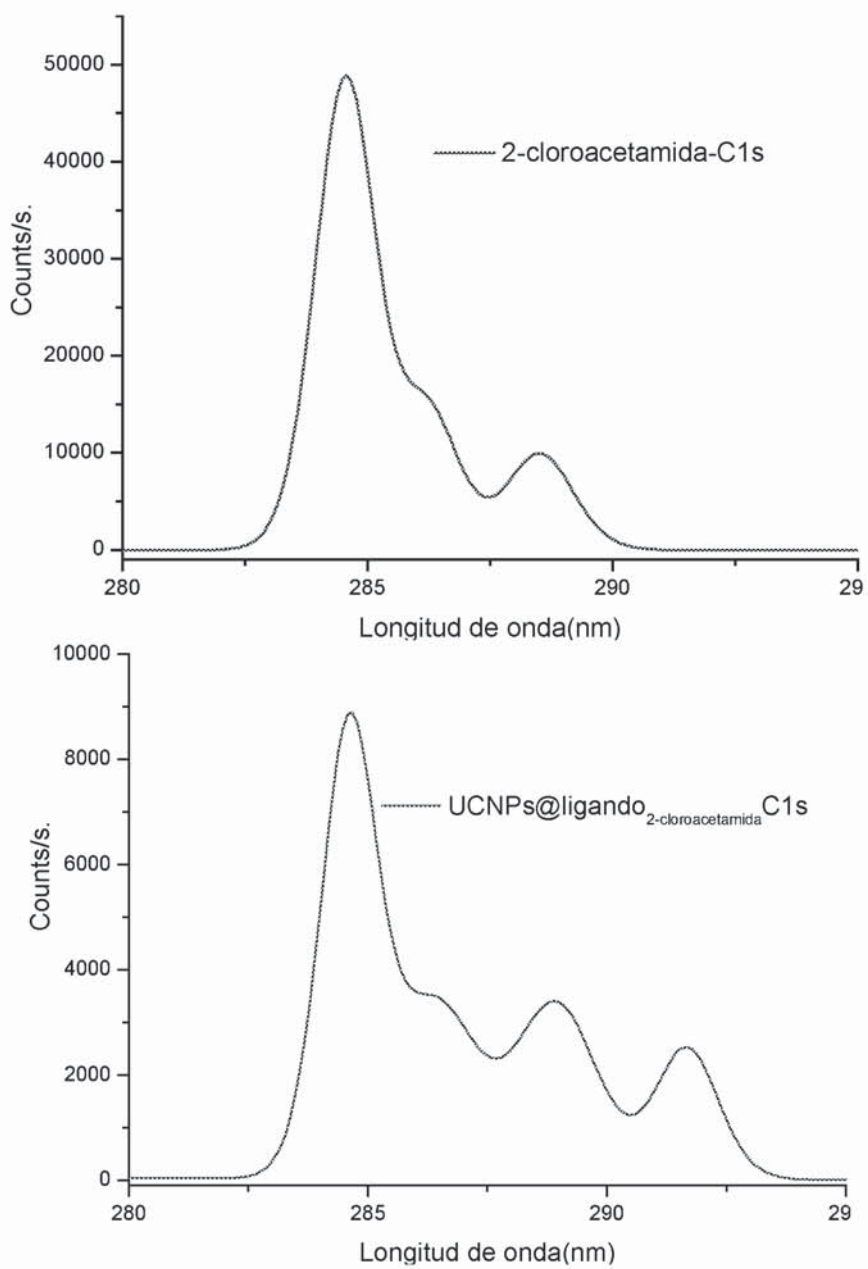 50000
40000
30000
20000
10000
0
Counts/s.
2-cloroacetamida-C1s
280 285 290 29
Longitud de onda(nm)
10000
8000
6000
4000
2000
0
Counts/s.
UCNPs@ligando2-cloroacetamidaC1s
280 285 290 29
Longitud de onda(nm)